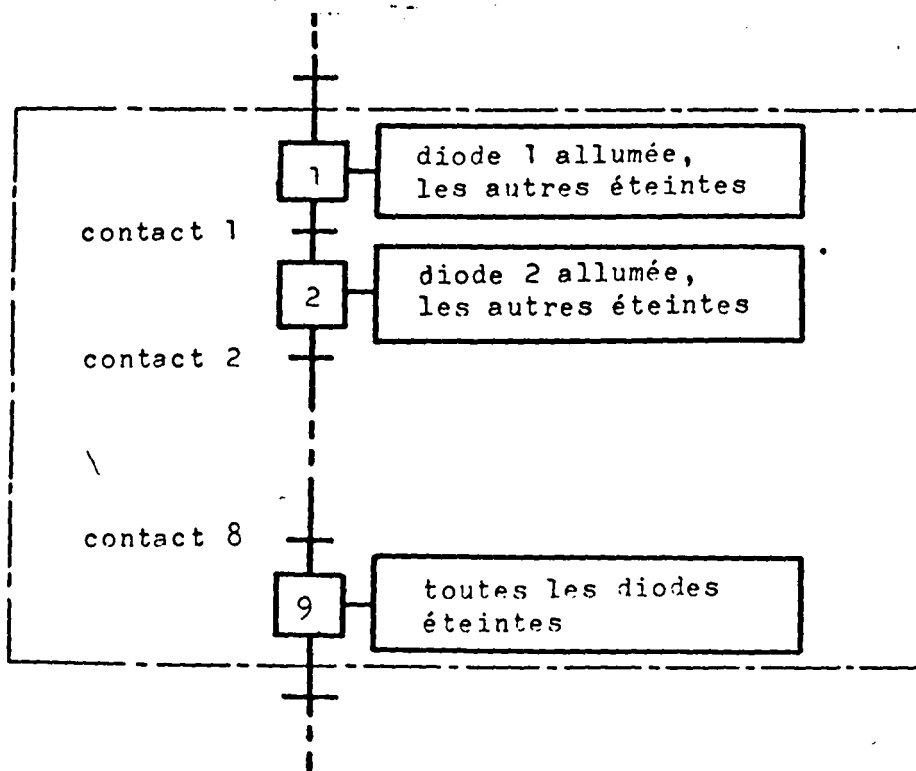 1
diode 1 allumée,
les autres éteintes
contact 1
2
diode 2 allumée,
les autres éteintes
contact 2
contact 8
9
toutes les diodes
éteintes